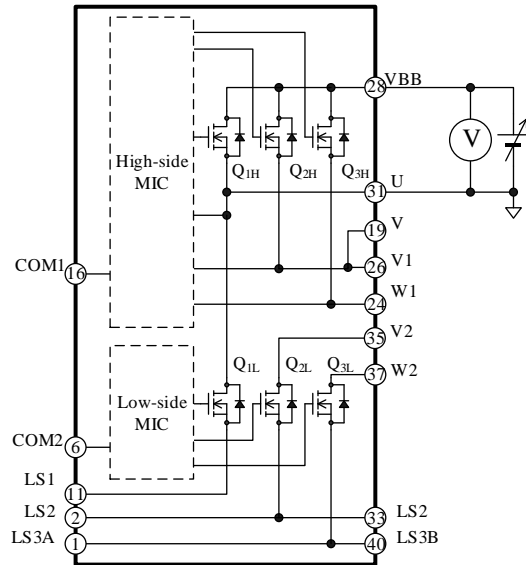 28
VBB
V
High-side
MIC
Q1H
Q2H
Q3H
31
U
19
V
COM1
16
26
V1
24
W1
35
V2
Q1L
Q2L
Q3L
37
W2
Low-side
MIC
COM2
6
LS1
11
LS2
2
33
LS2
LS3A
1
40
LS3B